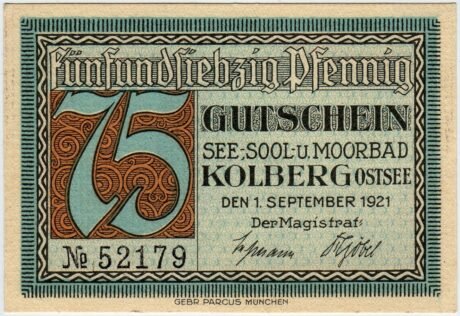 Fünfundsiebzig Pfennig
75
GUTSCHEIN
SEE-SOOL-U. MOORBAD
KOLBERG OSTSEE
DEN 1. SEPTEMBER 1921
Der Magistrat:
№ 52179
GEBR. PARCUS MÜNCHEN